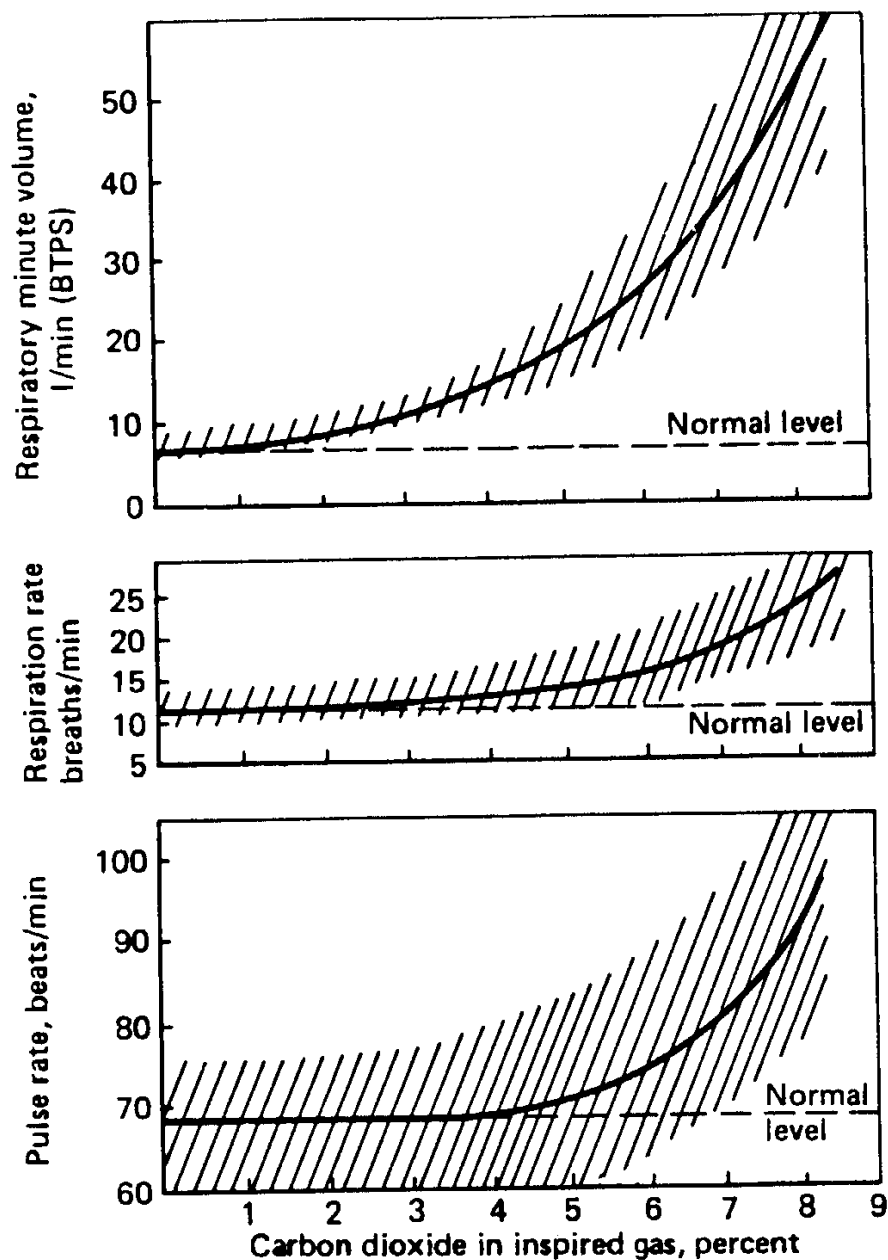 Respiratory minute volume,
l/min (BTPS)
50
40
30
20
10
0
Normal level
Respiration rate
breaths/min
25
20
15
10
5
Normal level
Pulse rate, beats/min
100
90
80
70
60
Normal
level
1 2 3 4 5 6 7 8 9
Carbon dioxide in inspired gas, percent